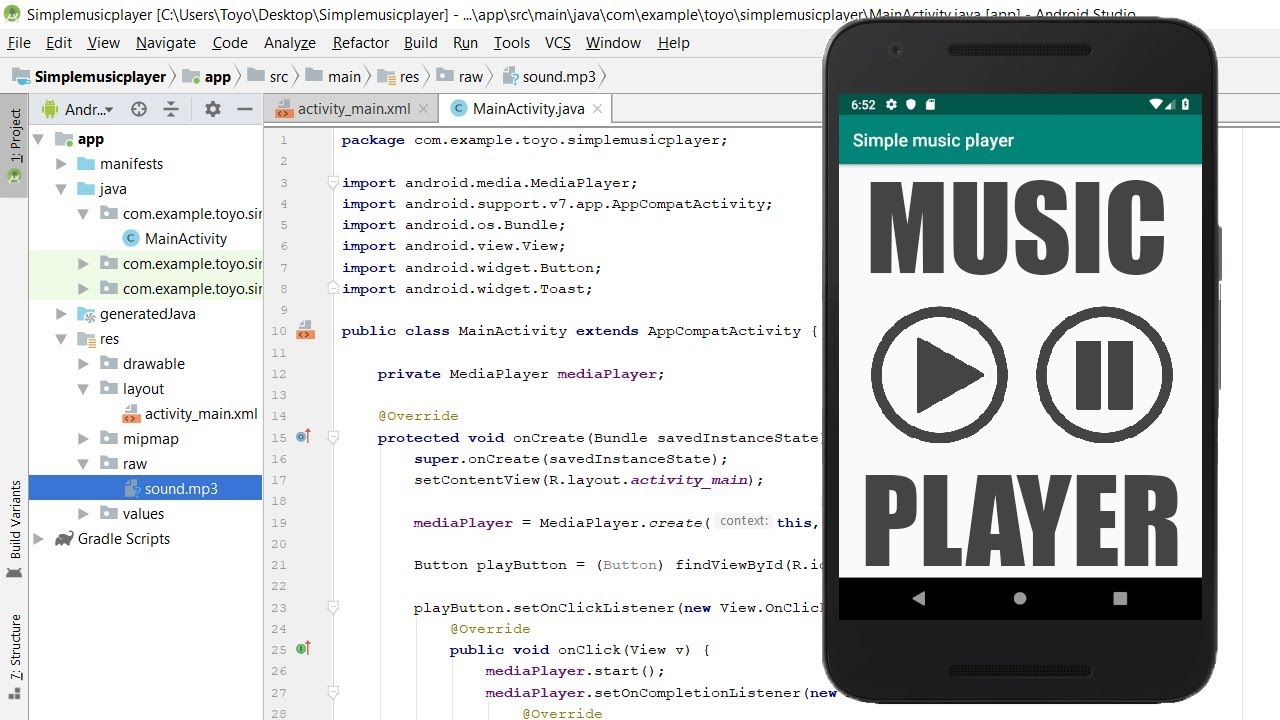 Simplemusicplayer [C:\Users\Toyo\Desktop\Simplemusicplayer] - ...\app\src\main\java\com\example\toyo\simplemusicplayer\MainActivity.java [app] - Android Studio
File Edit View Navigate Code Analyze Refactor Build Run Tools VCS Window Help
Simplemusicplayer app src main res raw sound.mp3
1: Project
Andr...
activity_main.xml MainActivity.java
app
manifests
java
com.example.toyo.sir
MainActivity
com.example.toyo.sir
com.example.toyo.sir
generatedJava
res
drawable
layout
activity_main.xml
mipmap
raw
sound.mp3
values
Gradle Scripts
Build Variants
7: Structure
1 package com.example.toyo.simplemusicplayer;
2
3 import android.media.MediaPlayer;
4 import android.support.v7.app.AppCompatActivity;
5 import android.os.Bundle;
6 import android.view.View;
7 import android.widget.Button;
8 import android.widget.Toast;
9
10 public class MainActivity extends AppCompatActivity {
11
12 private MediaPlayer mediaPlayer;
13
14 @Override
15 protected void onCreate(Bundle savedInstanceState)
16 super.onCreate(savedInstanceState);
17 setContentView(R.layout.activity_main);
18
19 mediaPlayer = MediaPlayer.create( context: this,
20
21 Button playButton = (Button) findViewById(R.id
22
23 playButton.setOnClickListener(new View.OnClick
24 @Override
25 public void onClick(View v) {
26 mediaPlayer.start();
27 mediaPlayer.setOnCompletionListener(new
28 @Override
6:52
Simple music player
MUSIC
PLAYER